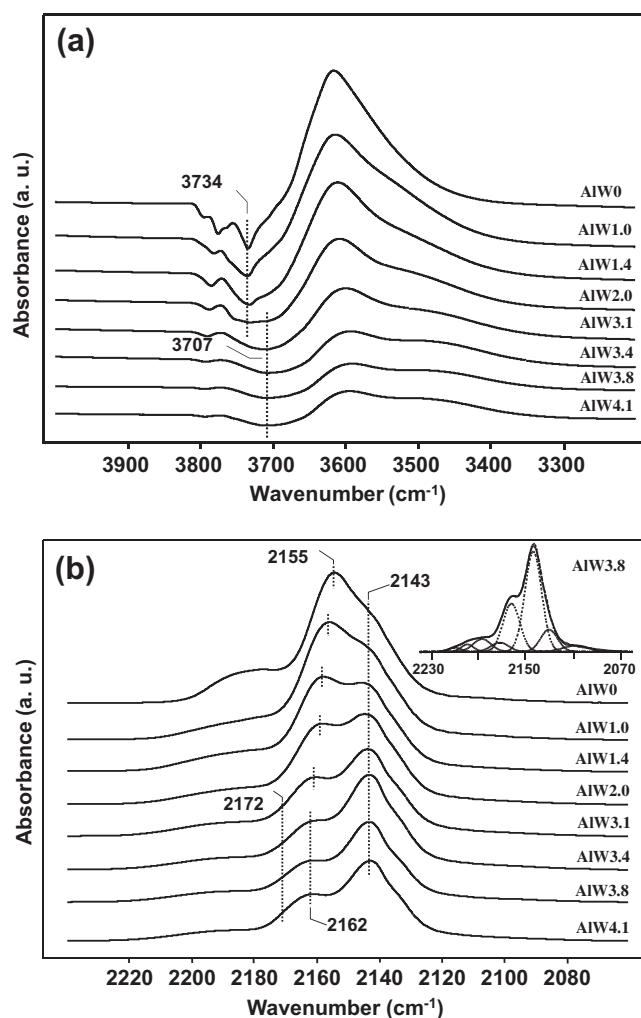 (a)
3734
3707
AlW0
AlW1.0
AlW1.4
AlW2.0
AlW3.1
AlW3.4
AlW3.8
AlW4.1
Absorbance (a. u.)
3900 3800 3700 3600 3500 3400 3300
Wavenumber (cm-1)
(b)
2155
2143
AlW3.8
2230 2150 2070
AlW0
AlW1.0
AlW1.4
AlW2.0
2172
AlW3.1
AlW3.4
AlW3.8
2162
AlW4.1
Absorbance (a. u.)
2220 2200 2180 2160 2140 2120 2100 2080
Wavenumber (cm-1)